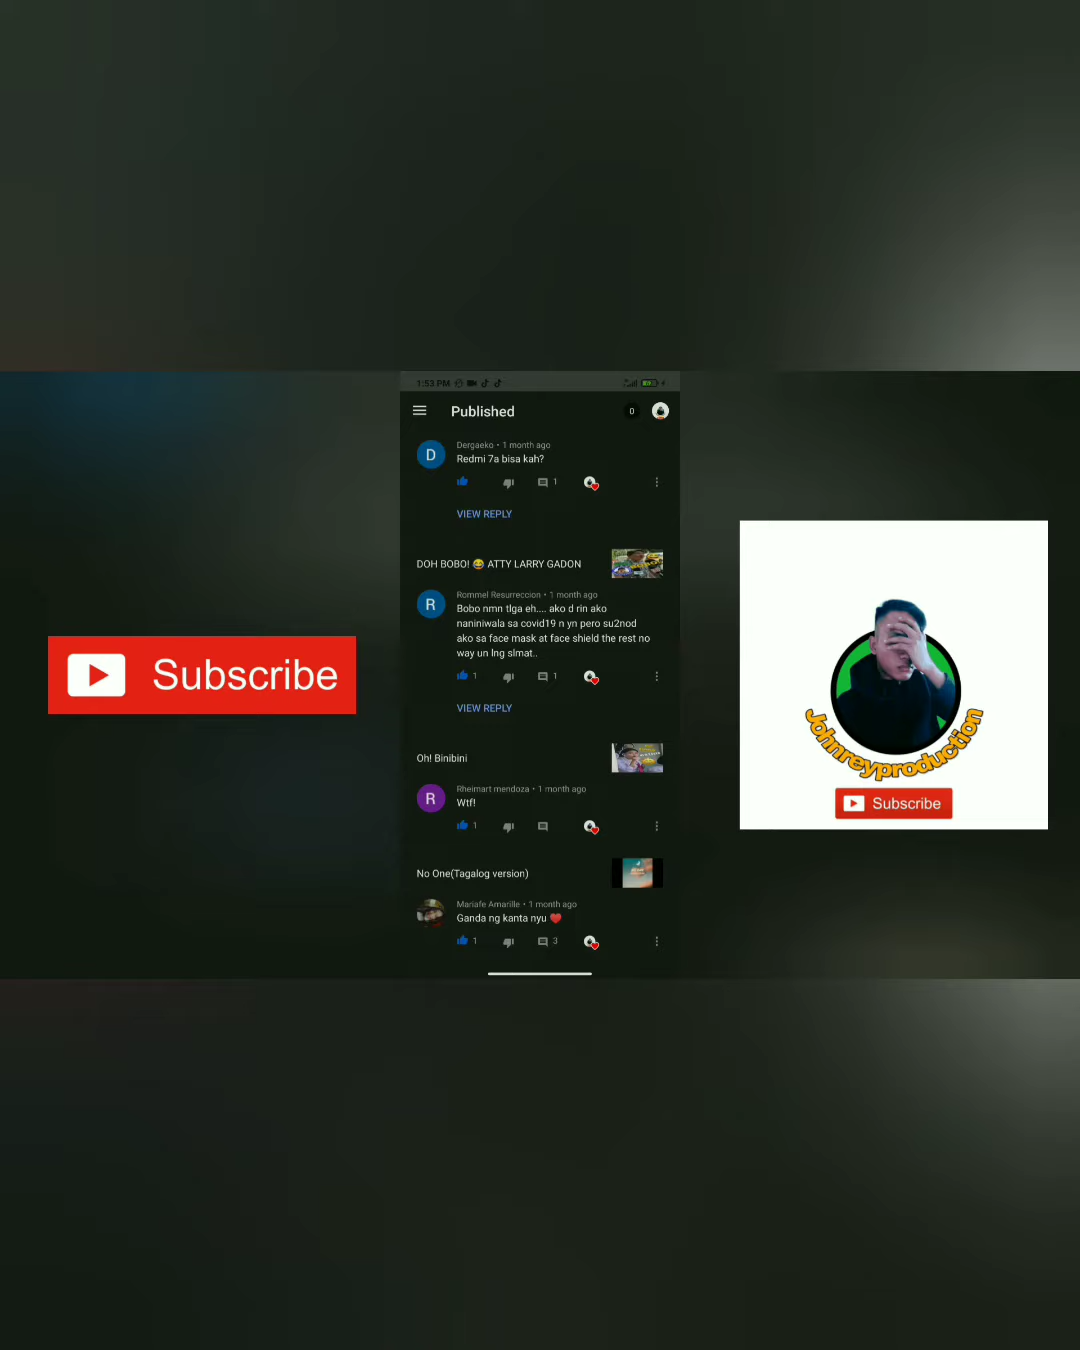 1:53 PM
Published
0
Dergaeko • 1 month ago
Redmi 7a bisa kah?
1
VIEW REPLY
DOH BOBO! 😂 ATTY LARRY GADON
Rommel Resurreccion • 1 month ago
Bobo nmn tlga eh.... ako d rin ako
naniniwala sa covid19 n yn pero su2nod
ako sa face mask at face shield the rest no
way un lng slmat..
1 1
VIEW REPLY
Oh! Binibini
Rheimart mendoza • 1 month ago
Wtf!
1
No One(Tagalog version)
Mariafe Amarille • 1 month ago
Ganda ng kanta nyu ❤️
1 3
Subscribe
Johnreyproduction
Subscribe
D
R
R